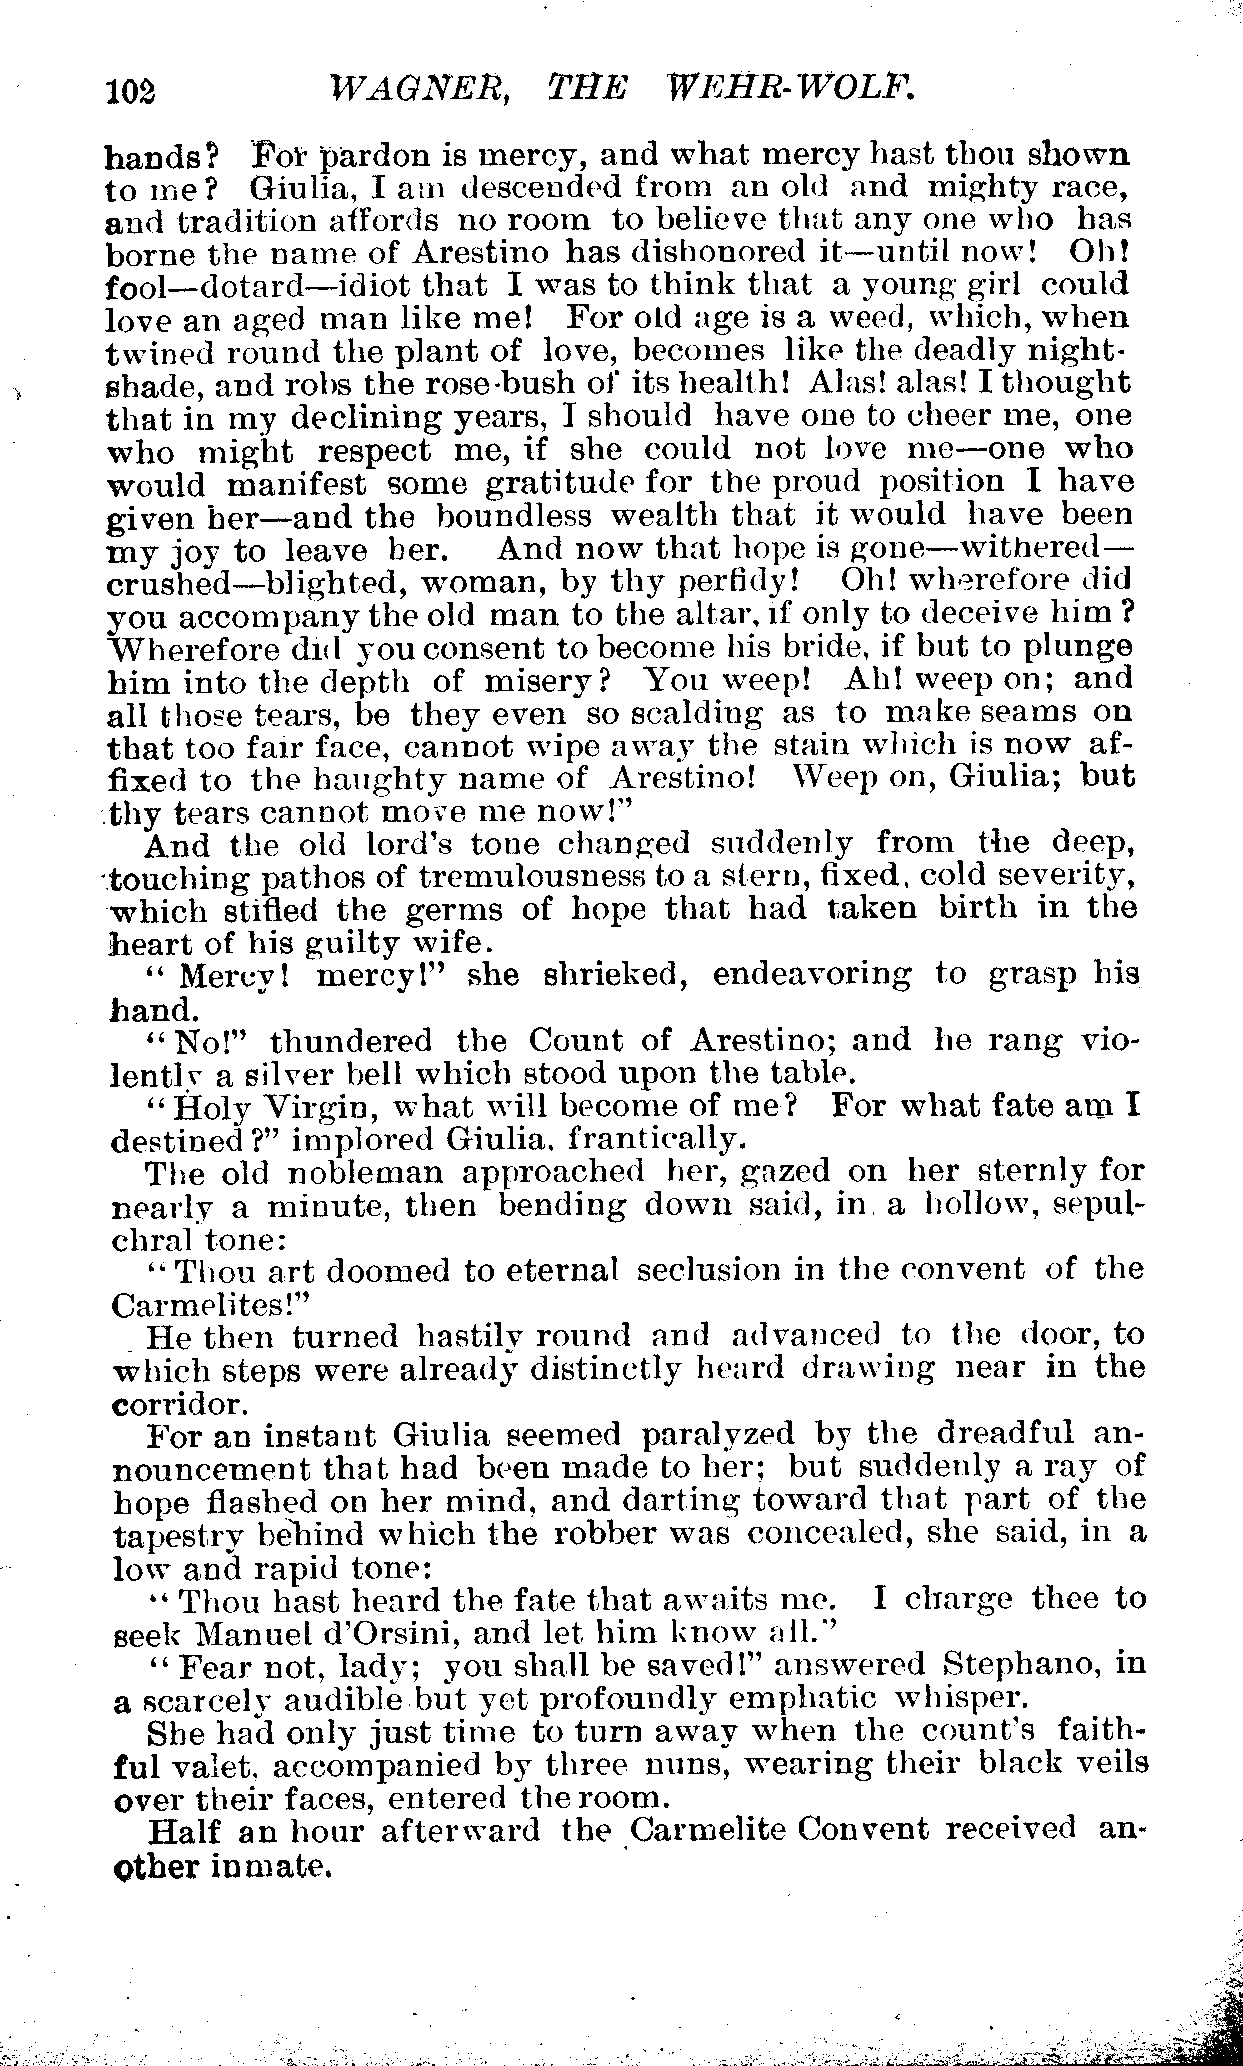 102 WAGNER, THE WEHR-WOLF.
hands? For pardon is mercy, and what mercy hast thou shown
to me? Giulia, I am descended from an old and mighty race,
and tradition affords no room to believe that any one who has
borne the name of Arestino has dishonored it—until now! Oh!
fool—dotard—idiot that I was to think that a young girl could
love an aged man like me! For old age is a weed, which, when
twined round the plant of love, becomes like the deadly night-
shade, and robs the rose-bush of its health! Alas! alas! I thought
that in my declining years, I should have one to cheer me, one
who might respect me, if she could not love me—one who
would manifest some gratitude for the proud position I have
given her—and the boundless wealth that it would have been
my joy to leave her. And now that hope is gone—withered—
crushed—blighted, woman, by thy perfidy! Oh! wherefore did
you accompany the old man to the altar, if only to deceive him?
Wherefore did you consent to become his bride, if but to plunge
him into the depth of misery? You weep! Ah! weep on; and
all those tears, be they even so scalding as to make seams on
that too fair face, cannot wipe away the stain which is now af-
fixed to the haughty name of Arestino! Weep on, Giulia; but
thy tears cannot move me now!"
And the old lord's tone changed suddenly from the deep,
touching pathos of tremulousness to a stern, fixed, cold severity,
which stifled the germs of hope that had taken birth in the
heart of his guilty wife.
"Mercy! mercy!" she shrieked, endeavoring to grasp his
hand.
"No!" thundered the Count of Arestino; and he rang vio-
lently a silver bell which stood upon the table.
"Holy Virgin, what will become of me? For what fate am I
destined?" implored Giulia, frantically.
The old nobleman approached her, gazed on her sternly for
nearly a minute, then bending down said, in a hollow, sepul-
chral tone:
"Thou art doomed to eternal seclusion in the convent of the
Carmelites!"
He then turned hastily round and advanced to the door, to
which steps were already distinctly heard drawing near in the
corridor.
For an instant Giulia seemed paralyzed by the dreadful an-
nouncement that had been made to her; but suddenly a ray of
hope flashed on her mind, and darting toward that part of the
tapestry behind which the robber was concealed, she said, in a
low and rapid tone:
"Thou hast heard the fate that awaits me. I charge thee to
seek Manuel d'Orsini, and let him know all."
"Fear not, lady; you shall be saved!" answered Stephano, in
a scarcely audible but yet profoundly emphatic whisper.
She had only just time to turn away when the count's faith-
ful valet, accompanied by three nuns, wearing their black veils
over their faces, entered the room.
Half an hour afterward the Carmelite Convent received an-
other inmate.